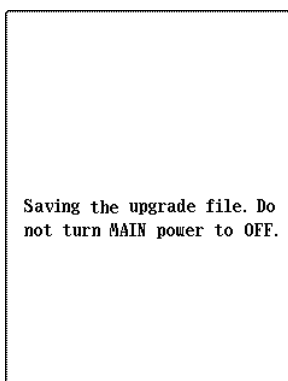 Saving the upgrade file. Do
not turn MAIN power to OFF.